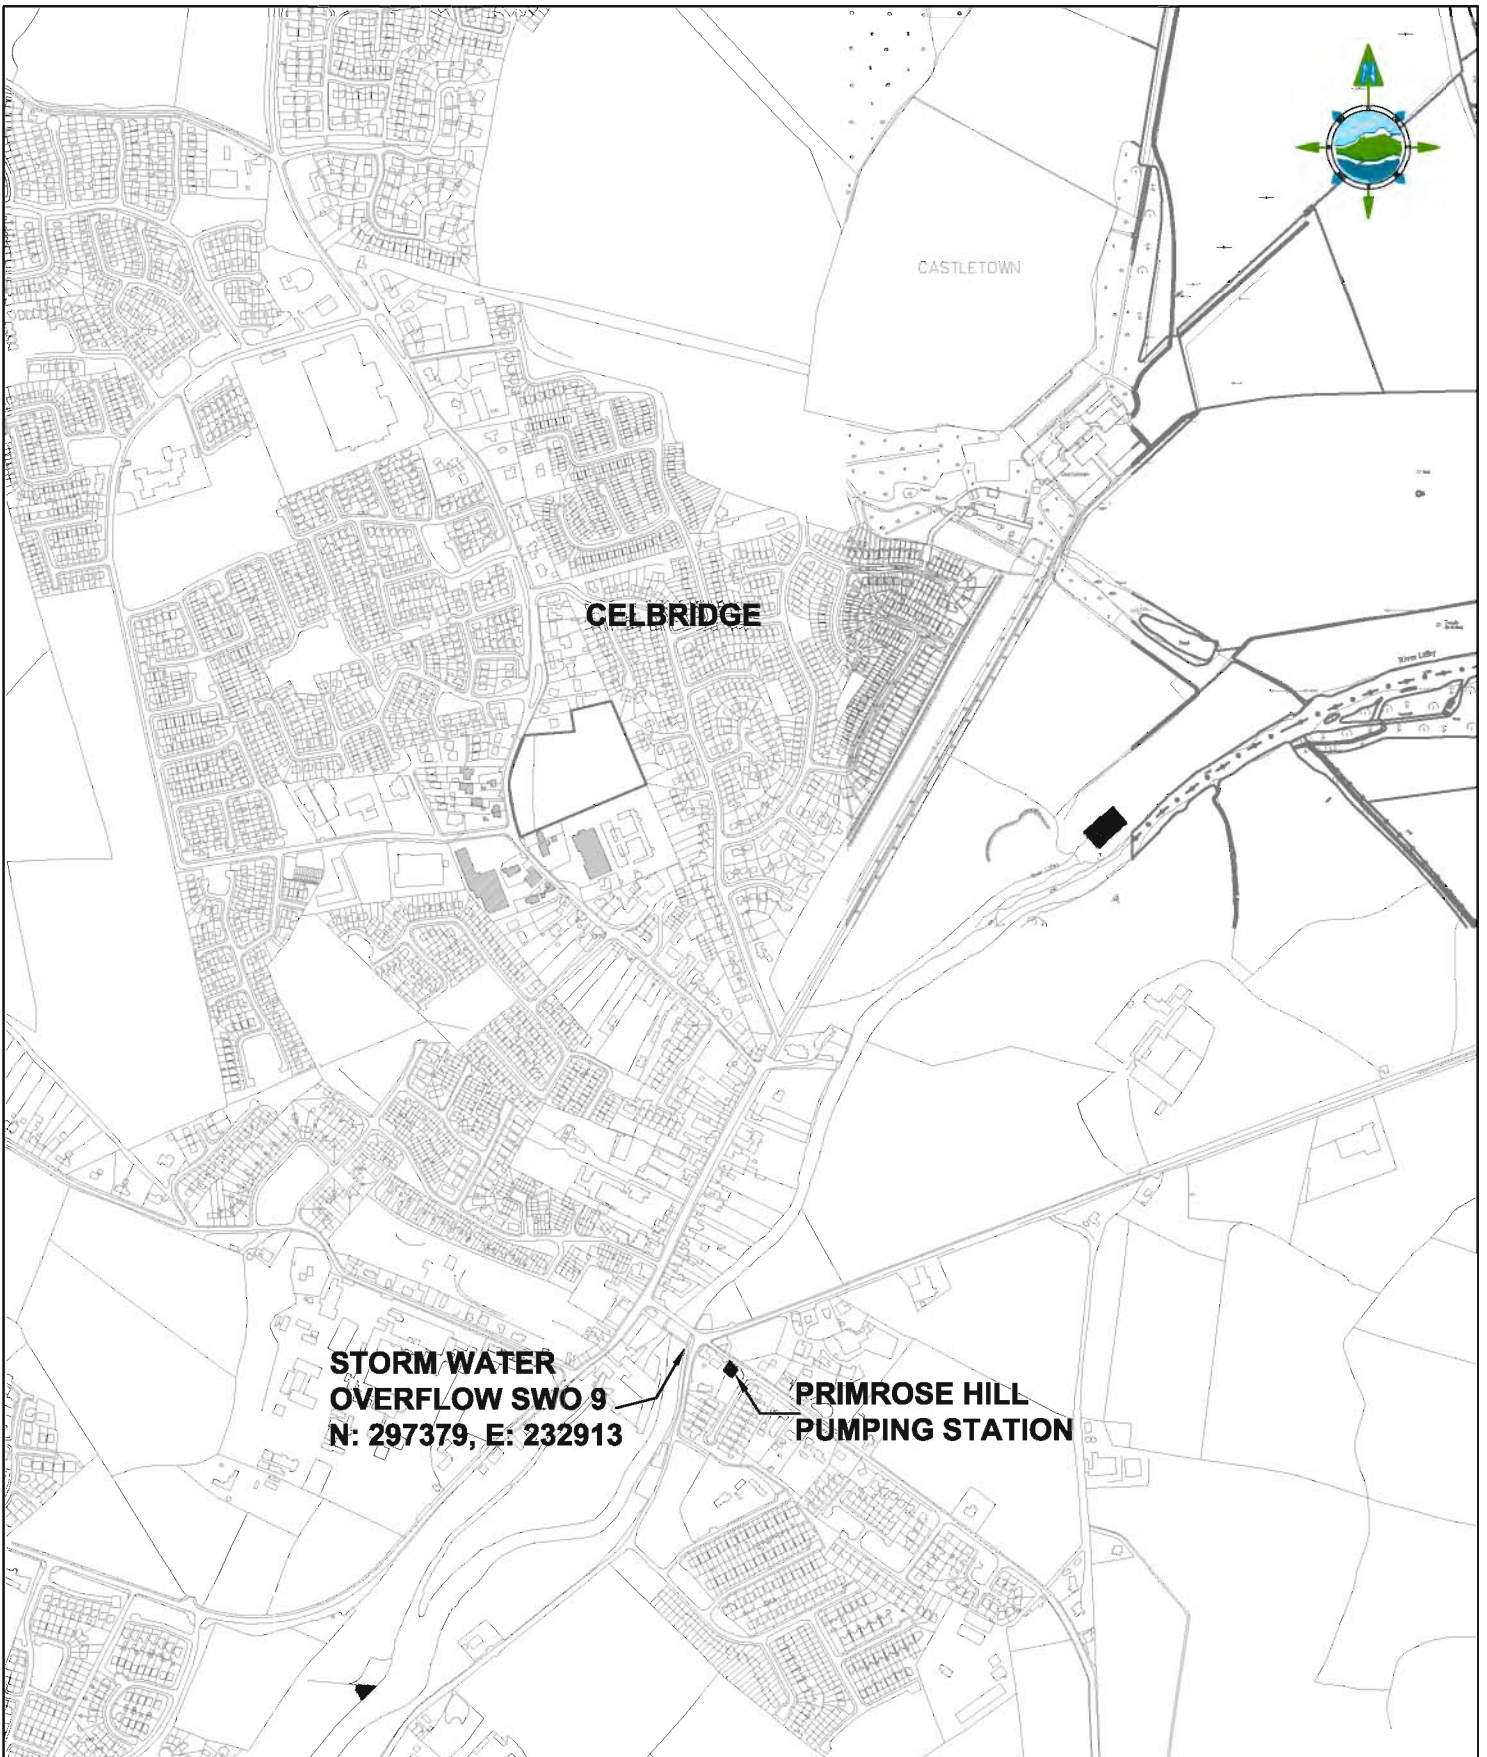 N
CASTLETOWN
CELBRIDGE
River Liffey
STORM WATER
OVERFLOW SWO 9
N: 297379, E: 232913
PRIMROSE HILL
PUMPING STATION